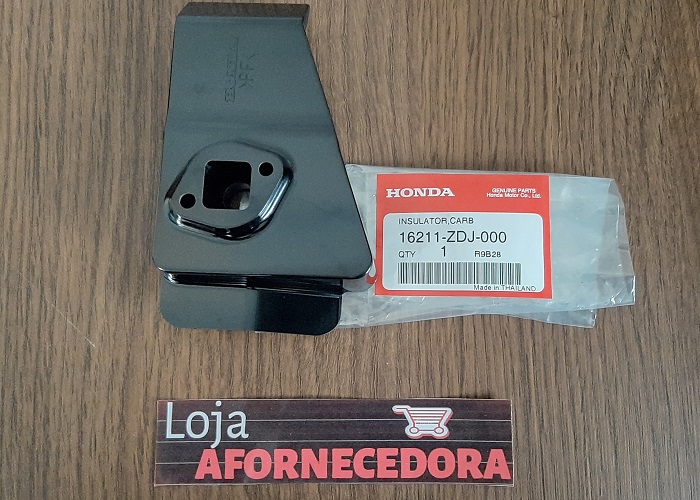 HONDA
GENUINE PARTS
Honda Motor Co., Ltd.
INSULATOR,CARB
16211-ZDJ-000
QTY 1 R9B28
Made in THAILAND
Loja
AFORNECEDORA